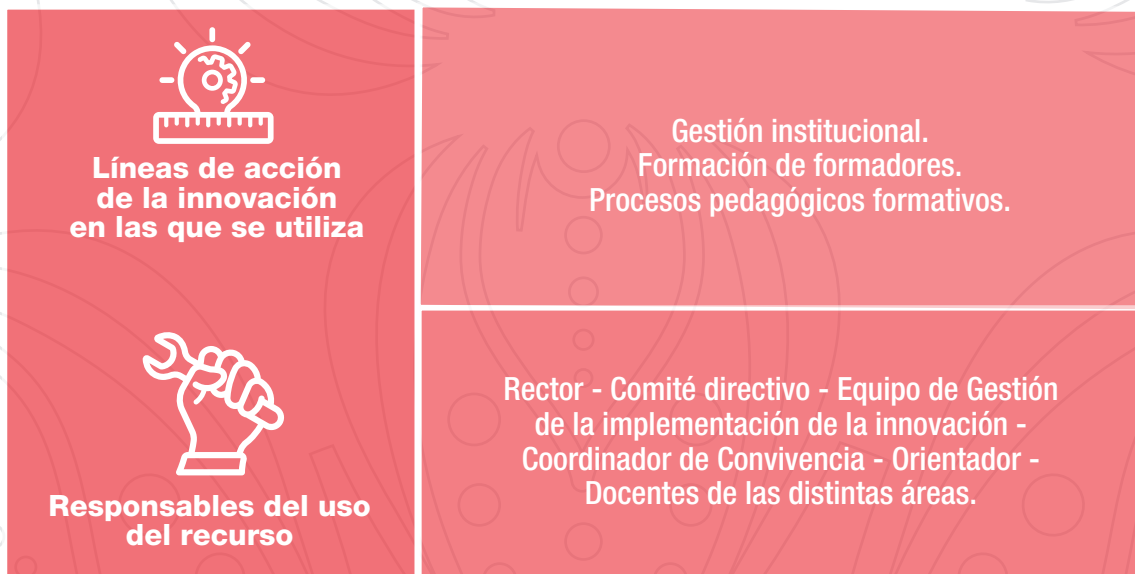 Líneas de acción
de la innovación
en las que se utiliza
Gestión institucional.
Formación de formadores.
Procesos pedagógicos formativos.
Responsables del uso
del recurso
Rector - Comité directivo - Equipo de Gestión
de la implementación de la innovación -
Coordinador de Convivencia - Orientador -
Docentes de las distintas áreas.